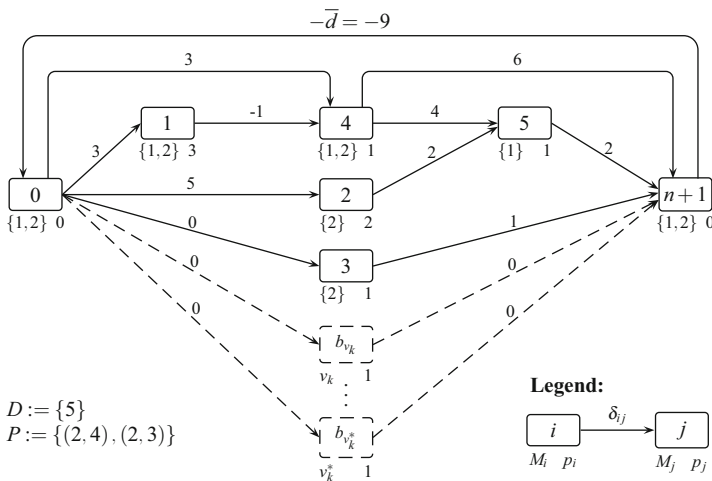 −d̅ = −9
3
6
1
-1
4
4
5
{1,2} 3
{1,2} 1
{1} 1
3
2
2
0
5
2
n+1
{1,2} 0
{2} 2
{1,2} 0
0
1
3
0
{2} 1
0
0
b_{v_k}
0
v_k 1
⋮
Legend:
D := {5}
P := {(2,4),(2,3)}
b_{v_k^*}
v_k^* 1
i
δ_{ij}
j
M_i p_i
M_j p_j